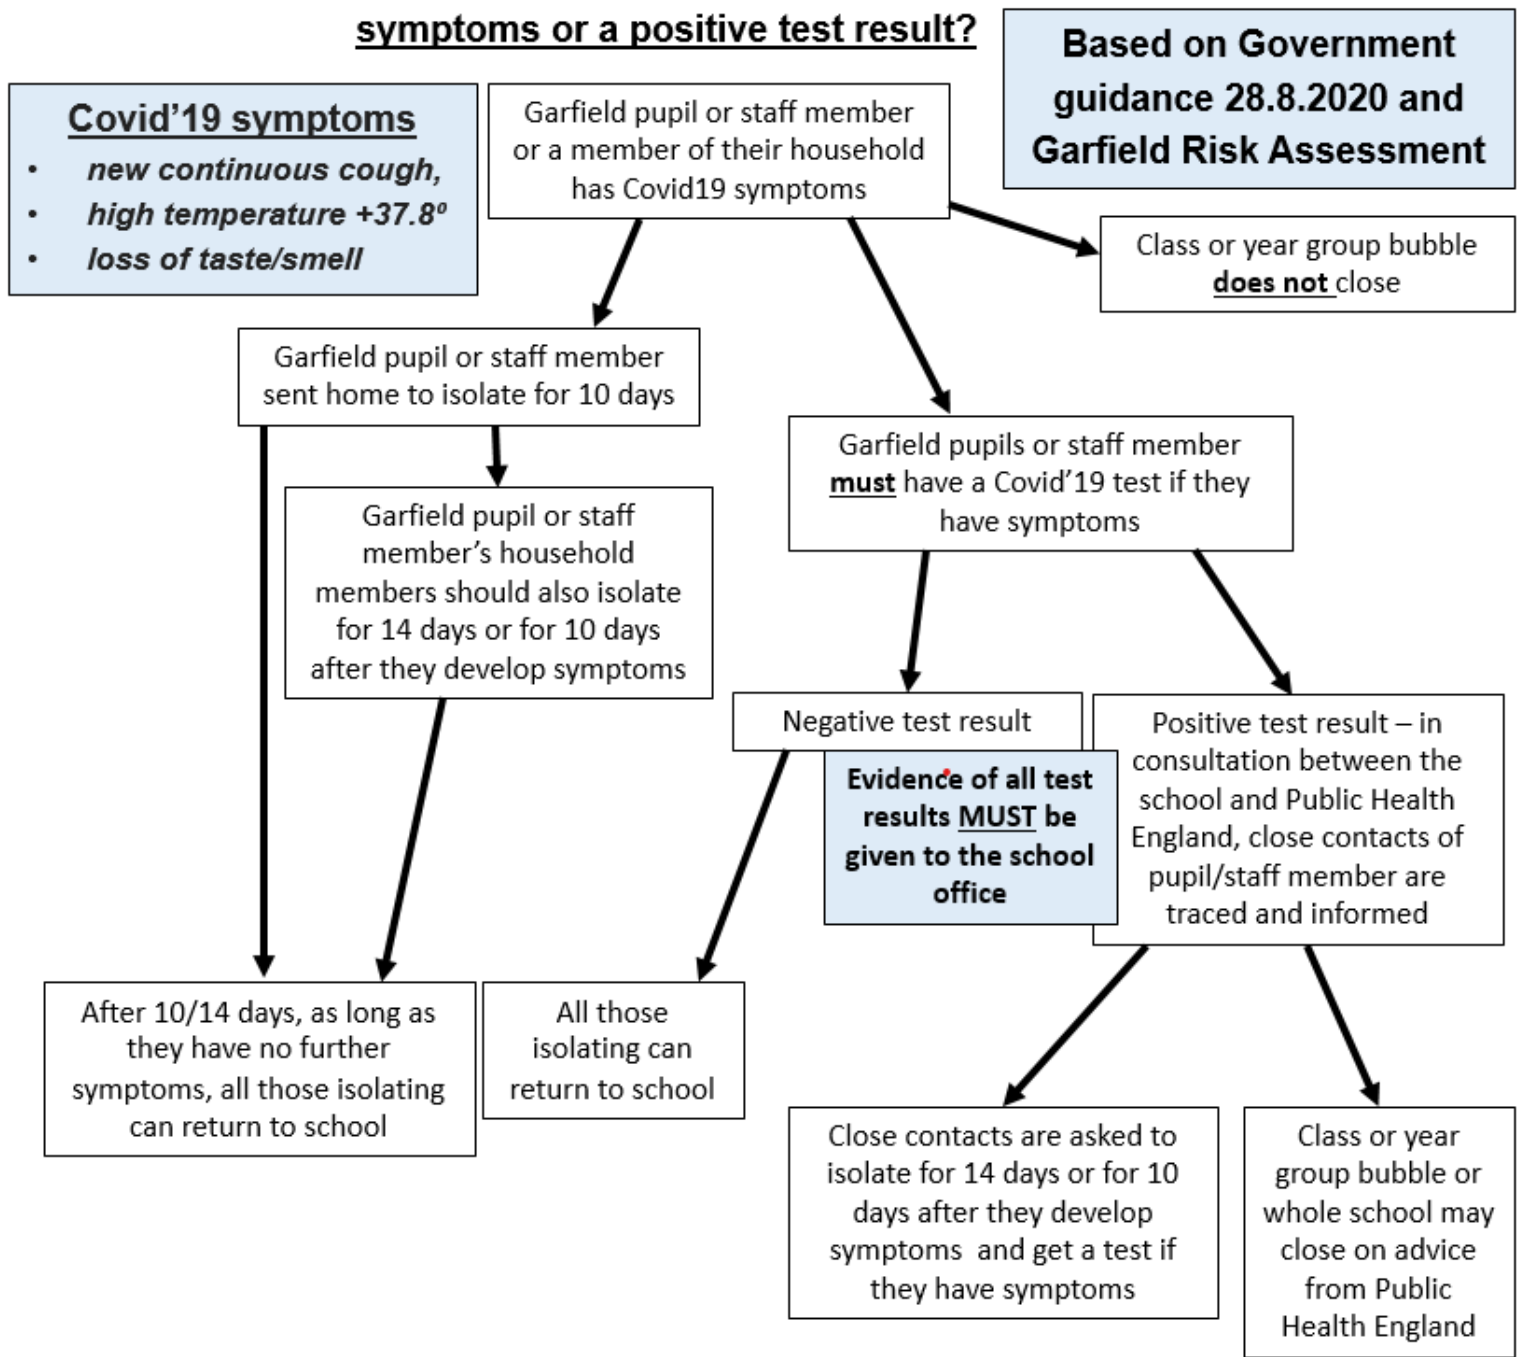 symptoms or a positive test result?
Based on Government
guidance 28.8.2020 and
Garfield Risk Assessment
Covid'19 symptoms
• new continuous cough,
• high temperature +37.8º
• loss of taste/smell
Garfield pupil or staff member
or a member of their household
has Covid19 symptoms
Class or year group bubble
does not close
Garfield pupil or staff member
sent home to isolate for 10 days
Garfield pupils or staff member
must have a Covid'19 test if they
have symptoms
Garfield pupil or staff
member's household
members should also isolate
for 14 days or for 10 days
after they develop symptoms
Negative test result
Evidence of all test
results MUST be
given to the school
office
Positive test result – in
consultation between the
school and Public Health
England, close contacts of
pupil/staff member are
traced and informed
After 10/14 days, as long as
they have no further
symptoms, all those isolating
can return to school
All those
isolating can
return to school
Close contacts are asked to
isolate for 14 days or for 10
days after they develop
symptoms  and get a test if
they have symptoms
Class or year
group bubble or
whole school may
close on advice
from Public
Health England